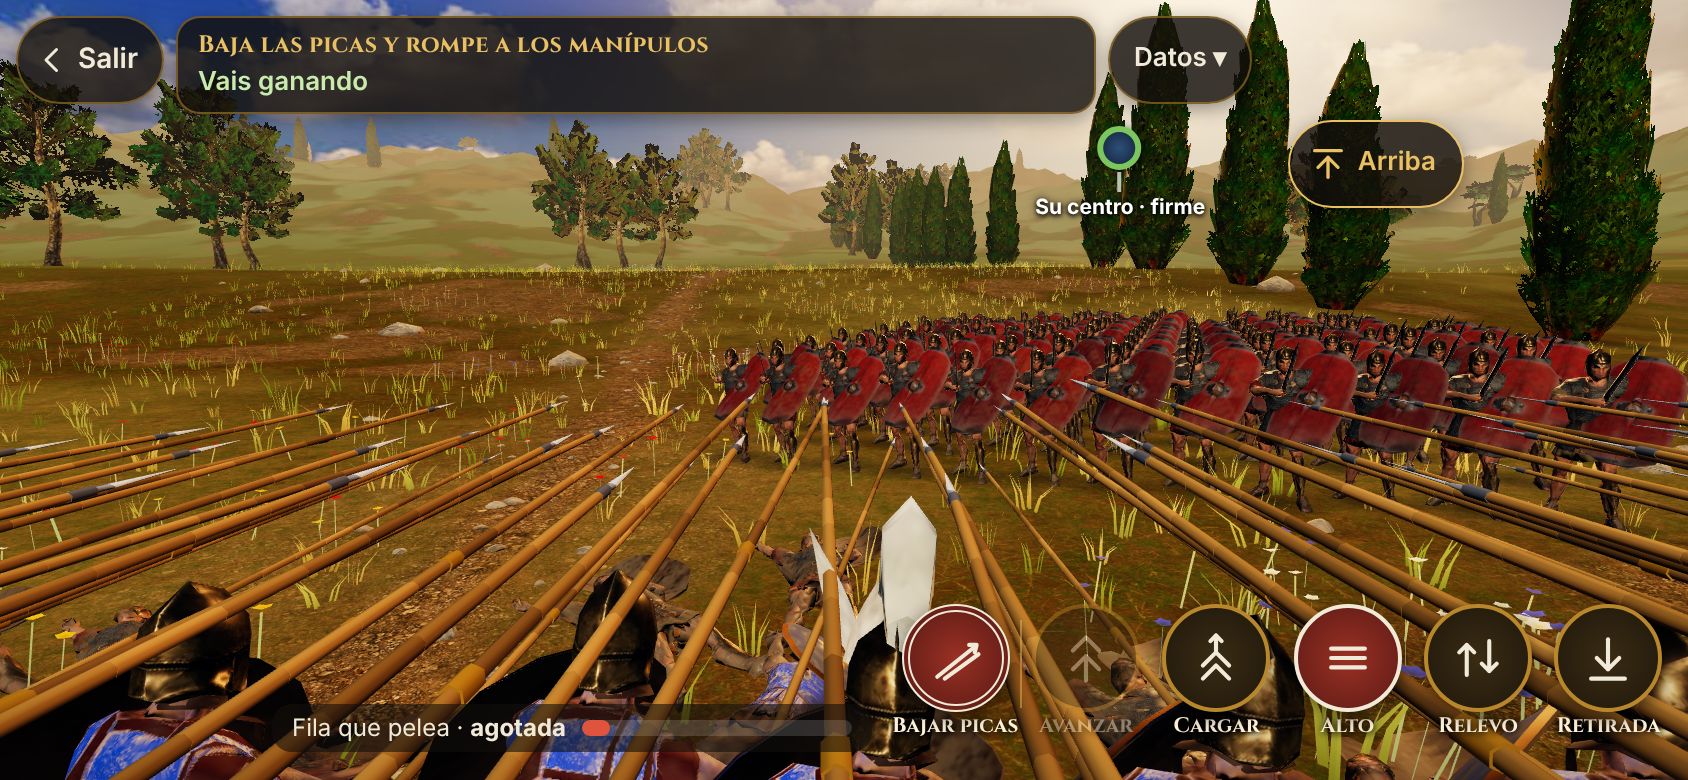 Salir
Baja las picas y rompe a los manípulos
Vais ganando
Datos ▾
Arriba
Su centro · firme
Fila que pelea · agotada
Bajar picas
Avanzar
Cargar
Alto
Relevo
Retirada